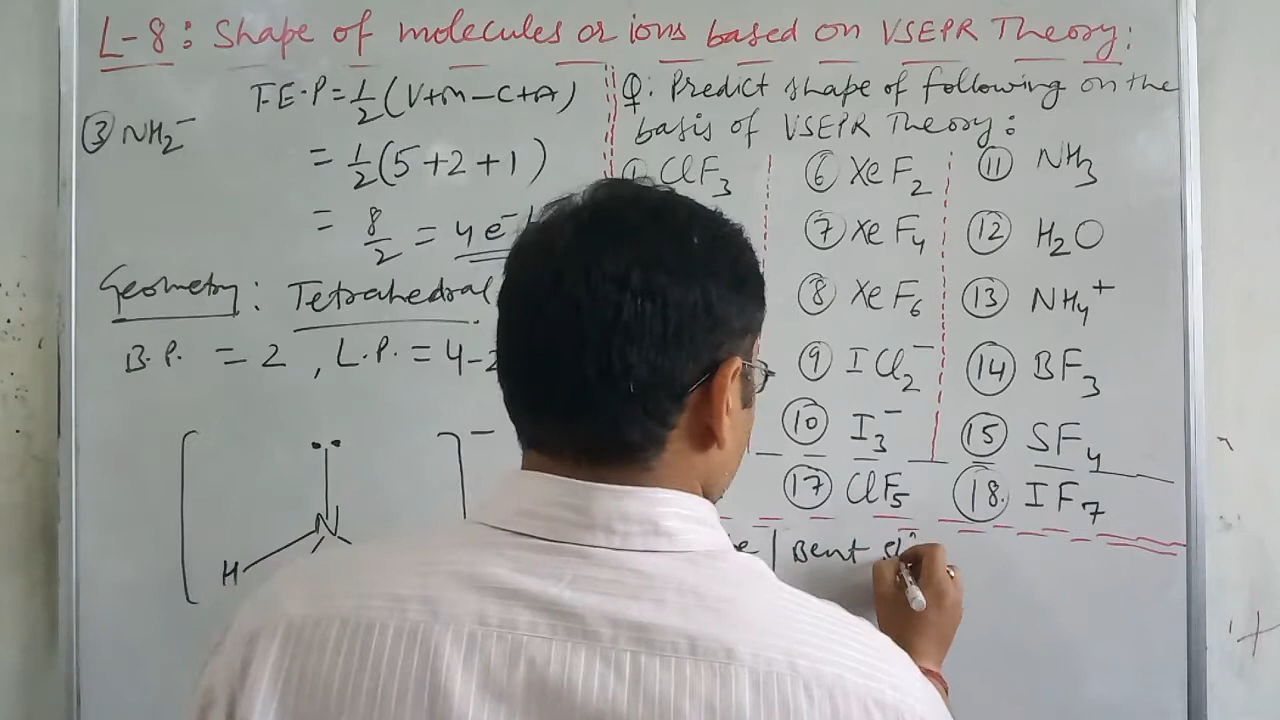 L-8: Shape of molecules or ions based on VSEPR Theory:
③ NH₂⁻
T.E.P = 1/2 (V+M-C+A)
= 1/2 (5+2+1)
= 8/2 = 4e⁻
Geometry: Tetrahedral
B.P. = 2, L.P. = 4-2
[ ]⁻
N
H
Q: Predict shape of following on the
basis of VSEPR Theory:
① ClF₃
⑥ XeF₂
⑦ XeF₄
⑧ XeF₆
⑨ ICl₂⁻
⑩ I₃⁻
⑪ NH₃
⑫ H₂O
⑬ NH₄⁺
⑭ BF₃
⑮ SF₄
⑰ ClF₅
⑱. IF₇
| Bent